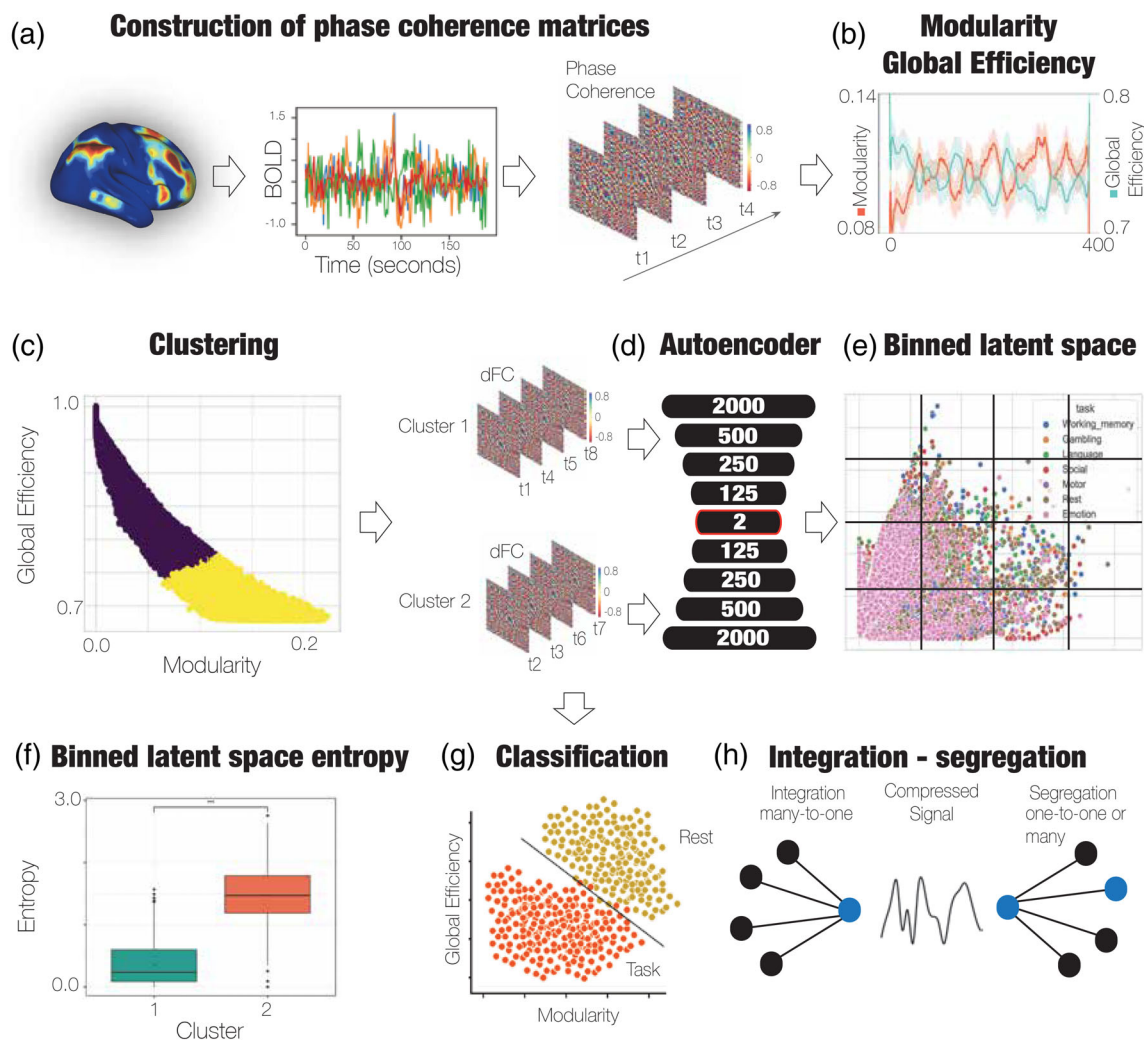 (a) Construction of phase coherence matrices
BOLD
1.5
-1.0
0
50
100
150
Time (seconds)
Phase
Coherence
0.8
0
-0.8
t1
t2
t3
t4
(b) Modularity
Global Efficiency
0.14
0.08
Modularity
0.8
0.7
Global
Efficiency
0
400
(c) Clustering
1.0
0.7
Global Efficiency
0.0
0.2
Modularity
dFC
Cluster 1
0.8
0
-0.8
t1
t4
t5
t8
dFC
Cluster 2
0.8
0
-0.8
t2
t3
t6
t7
(d) Autoencoder
2000
500
250
125
2
125
250
500
2000
(e) Binned latent space
task
Working_memory
Gambling
Language
Social
Motor
Rest
Emotion
(f) Binned latent space entropy
3.0
0.0
Entropy
1
2
Cluster
(g) Classification
Global Efficiency
Rest
Task
Modularity
(h) Integration - segregation
Integration
many-to-one
Compressed
Signal
Segregation
one-to-one or
many